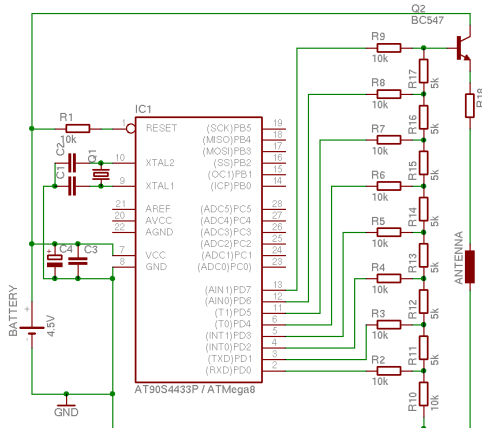 Q2
BC547
R9
10k
R17
5k
R18
R8
10k
R16
5k
R7
10k
R15
5k
R6
10k
R14
5k
R5
10k
R13
5k
R4
10k
R12
5k
R3
10k
R11
5k
R2
10k
R10
10k
ANTENNA
R1
10k
C2
C1
Q1
C4
+
C3
BATTERY
+
-
4.5V
GND
IC1
1 RESET (SCK)PB5 19
(MISO)PB4 18
(MOSI)PB3 17
10 XTAL2 (SS)PB2 16
(OC1)PB1 15
9 XTAL1 (ICP)PB0 14
21 AREF (ADC5)PC5 28
20 AVCC (ADC4)PC4 27
22 AGND (ADC3)PC3 26
(ADC2)PC2 25
7 VCC (ADC1)PC1 24
8 GND (ADC0)PC0 23
(AIN1)PD7 13
(AIN0)PD6 12
(T1)PD5 11
(T0)PD4 6
(INT1)PD3 5
(INT0)PD2 4
(TXD)PD1 3
(RXD)PD0 2
AT90S4433P / ATMega8